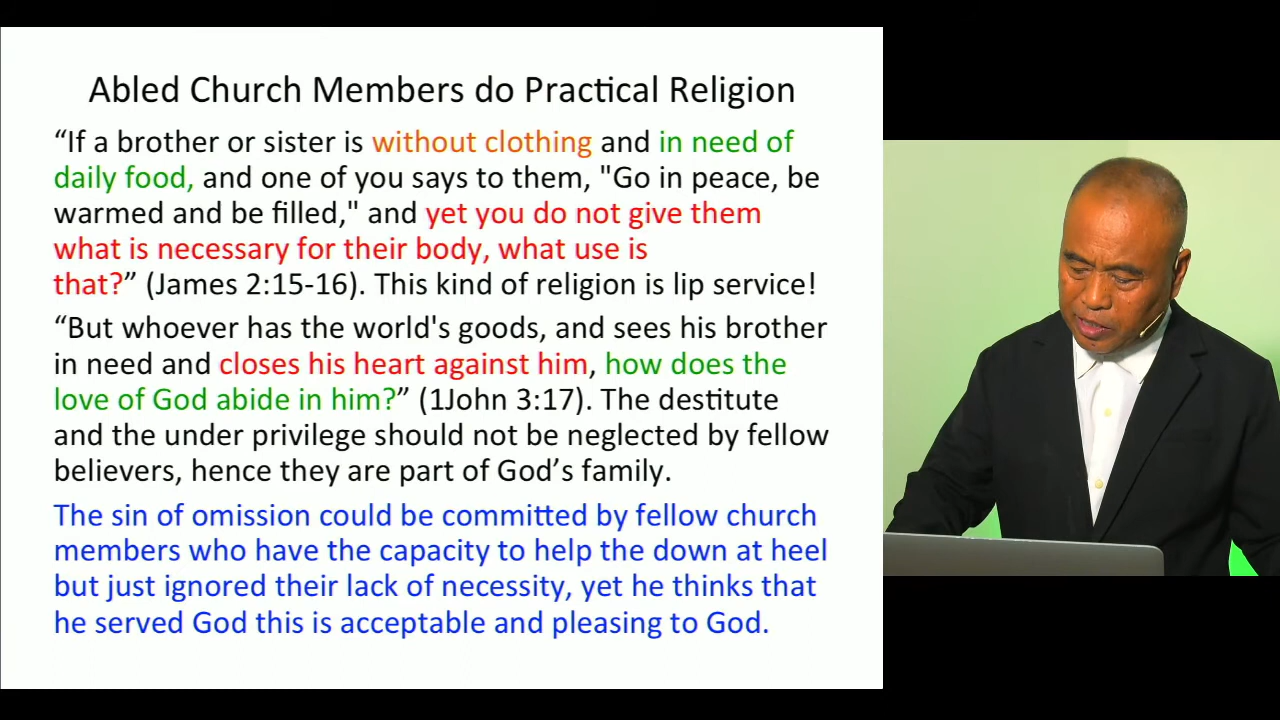 Abled Church Members do Practical Religion
“If a brother or sister is without clothing and in need of
daily food, and one of you says to them, "Go in peace, be
warmed and be filled," and yet you do not give them
what is necessary for their body, what use is
that?” (James 2:15-16). This kind of religion is lip service!
“But whoever has the world's goods, and sees his brother
in need and closes his heart against him, how does the
love of God abide in him?” (1John 3:17). The destitute
and the under privilege should not be neglected by fellow
believers, hence they are part of God’s family.
The sin of omission could be committed by fellow church
members who have the capacity to help the down at heel
but just ignored their lack of necessity, yet he thinks that
he served God this is acceptable and pleasing to God.